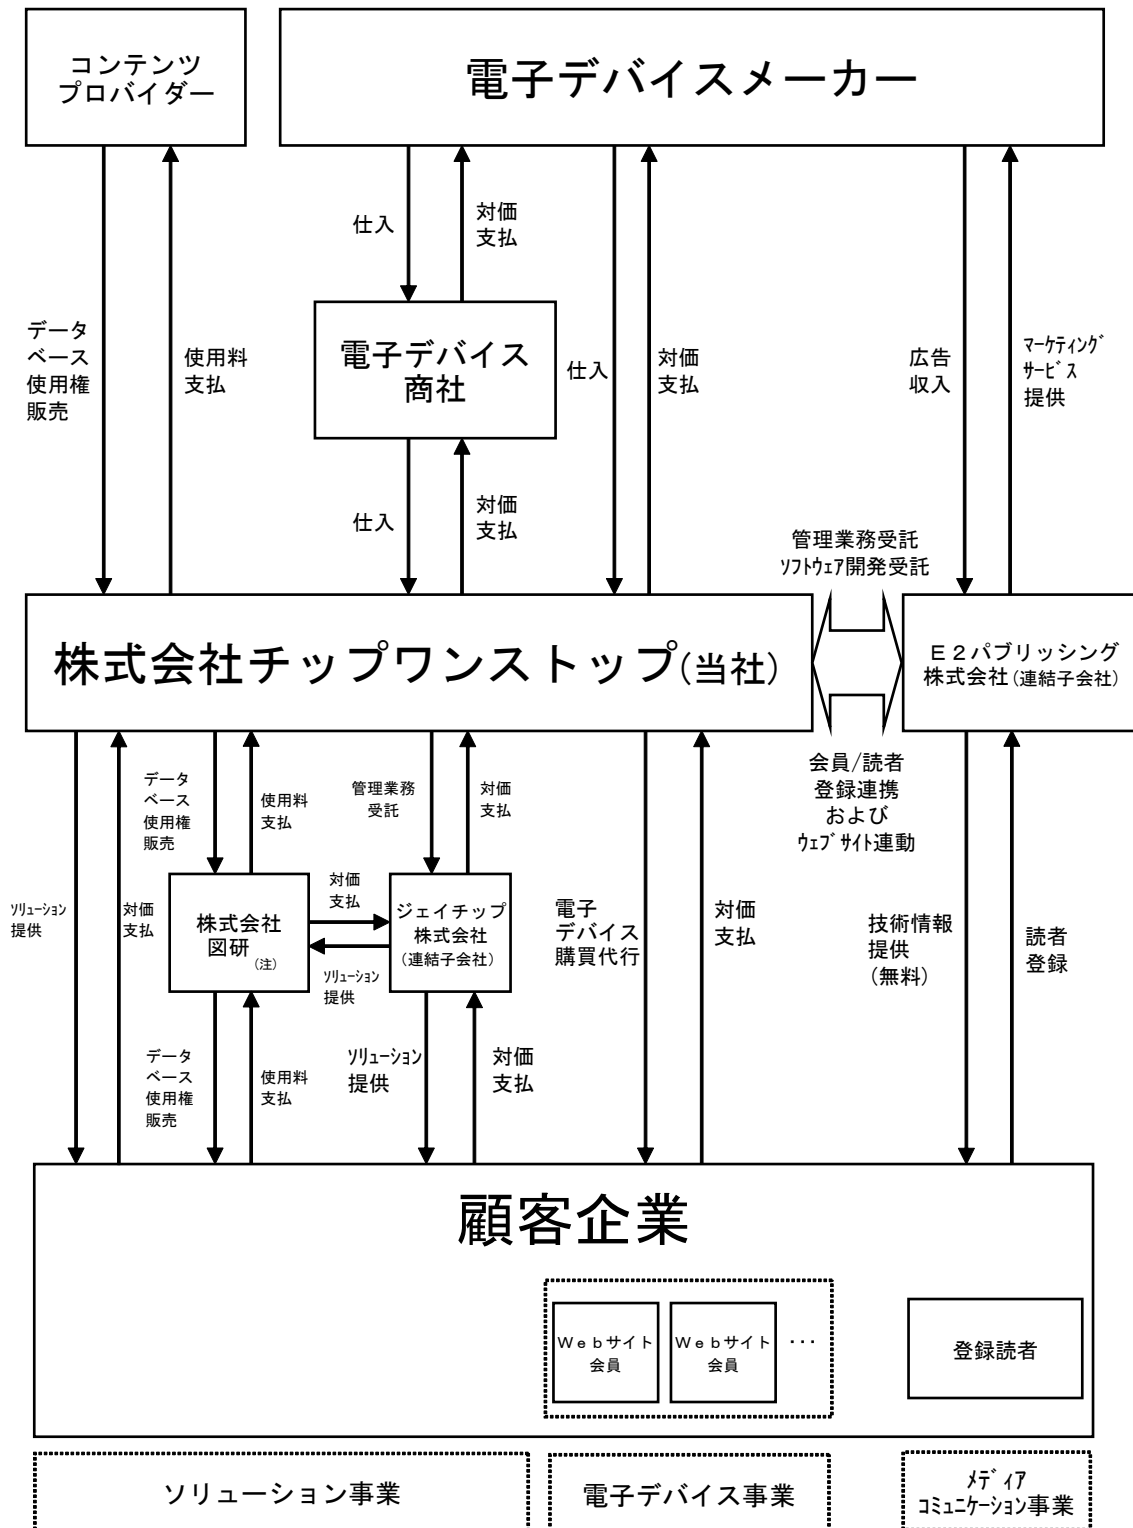 コンテンツ
プロバイダー
電子デバイスメーカー
仕入
対価
支払
データ
ベース
使用権
販売
使用料
支払
電子デバイス
商社
仕入
対価
支払
広告
収入
マーケティング
サービス
提供
仕入
対価
支払
管理業務受託
ソフトウェア開発受託
株式会社チップワンストップ(当社)
E2パブリッシング
株式会社(連結子会社)
会員/読者
登録連携
および
ウェブサイト連動
データ
ベース
使用権
販売
使用料
支払
管理業務
受託
対価
支払
ソリューション
提供
対価
支払
株式会社
図研(注)
対価
支払
ソリューション
提供
ジェイチップ
株式会社
(連結子会社)
電子
デバイス
購買代行
対価
支払
技術情報
提供
(無料)
読者
登録
データ
ベース
使用権
販売
使用料
支払
ソリューション
提供
対価
支払
顧客企業
Webサイト
会員
Webサイト
会員
...
登録読者
ソリューション事業
電子デバイス事業
メディア
コミュニケーション事業